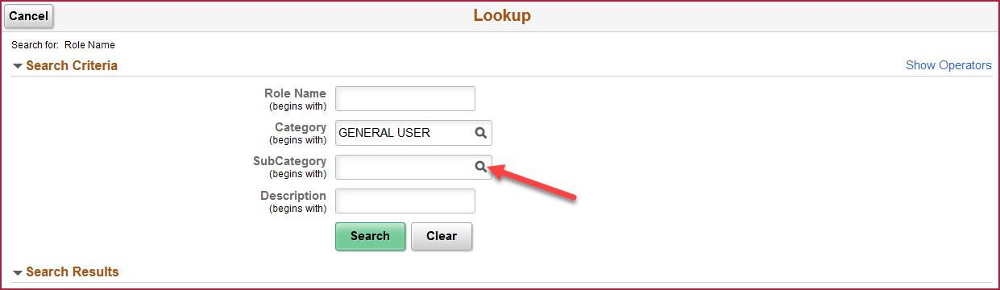 Cancel
Lookup
Search for: Role Name
Search Criteria
Show Operators
Role Name
(begins with)
Category
(begins with)
GENERAL USER
SubCategory
(begins with)
Description
(begins with)
Search
Clear
Search Results